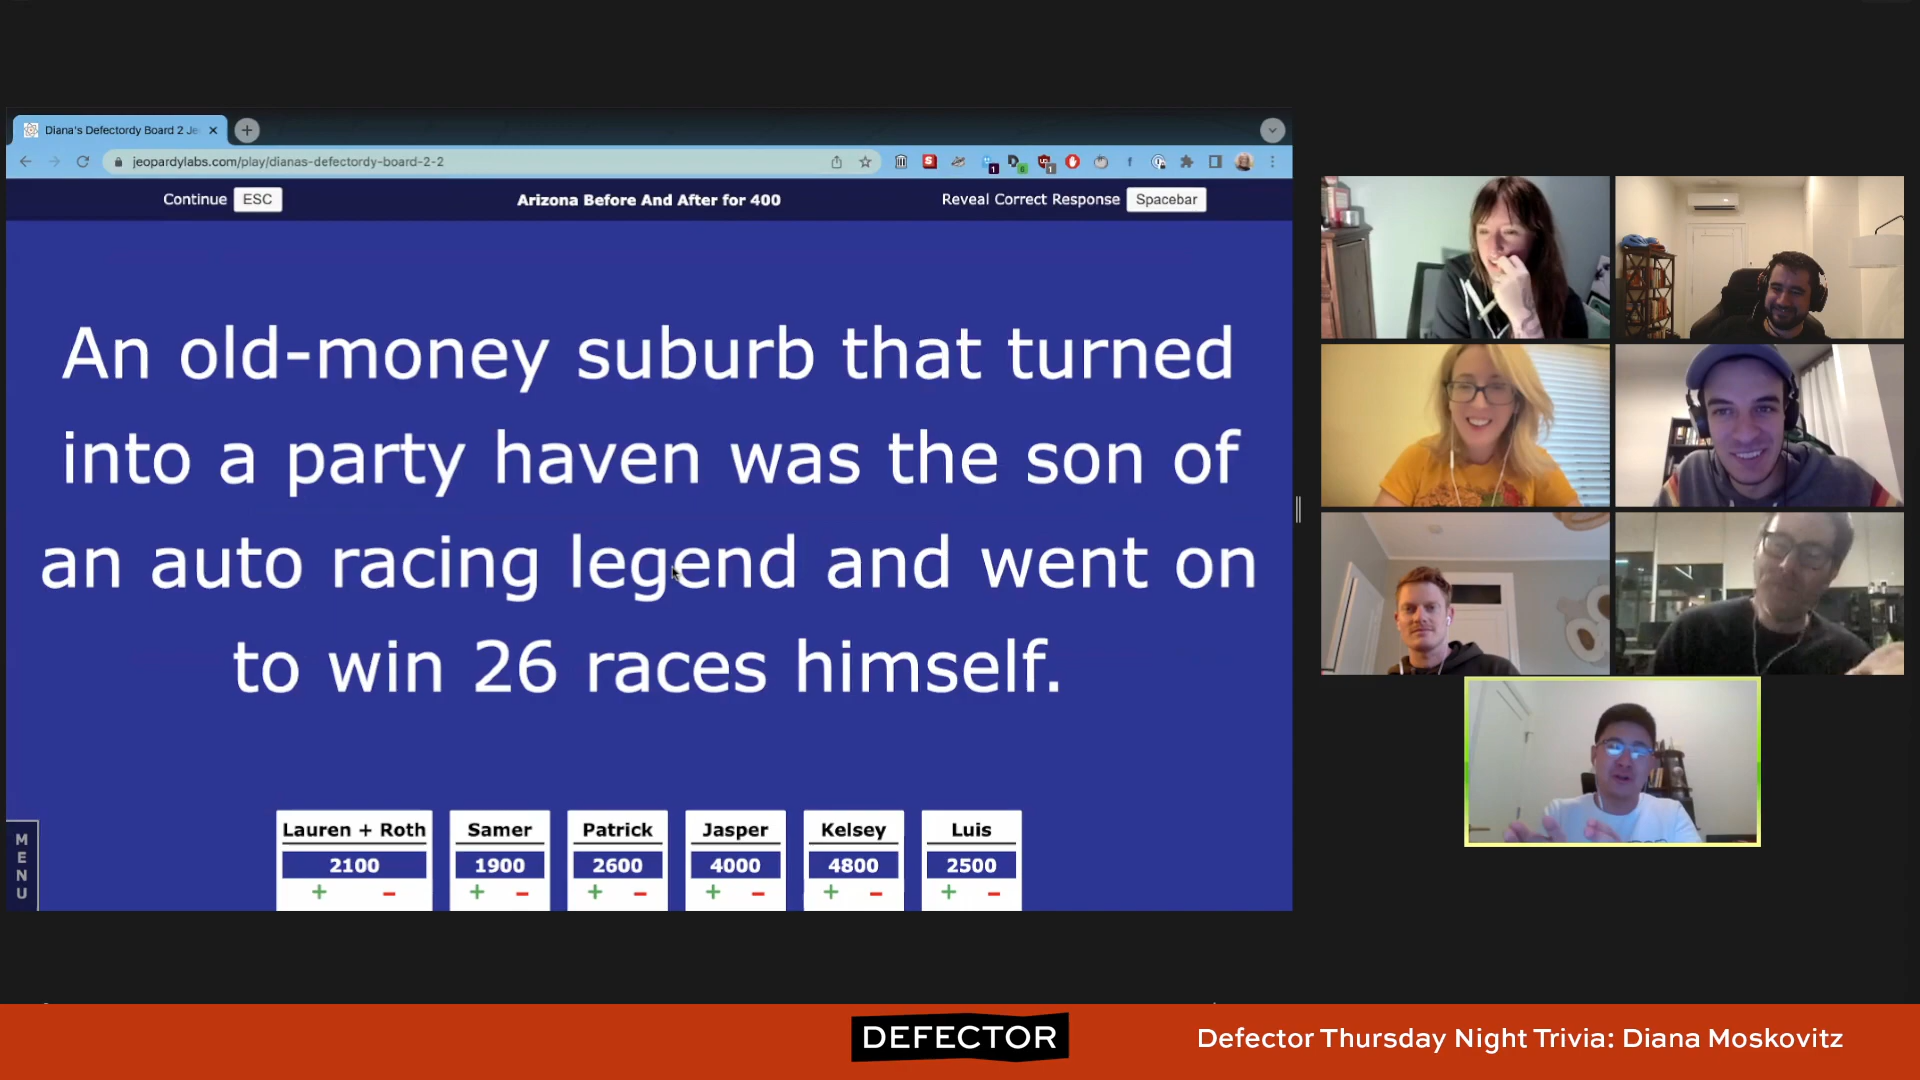 Diana's Defectordy Board 2 Je
jeopardylabs.com/play/dianas-defectordy-board-2-2
Continue ESC
Arizona Before And After for 400
Reveal Correct Response Spacebar
An old-money suburb that turned
into a party haven was the son of
an auto racing legend and went on
to win 26 races himself.
MENU
Lauren + Roth Samer Patrick Jasper Kelsey Luis
2100 1900 2600 4000 4800 2500
+ - + - + - + - + - + -
DEFECTOR
Defector Thursday Night Trivia: Diana Moskovitz